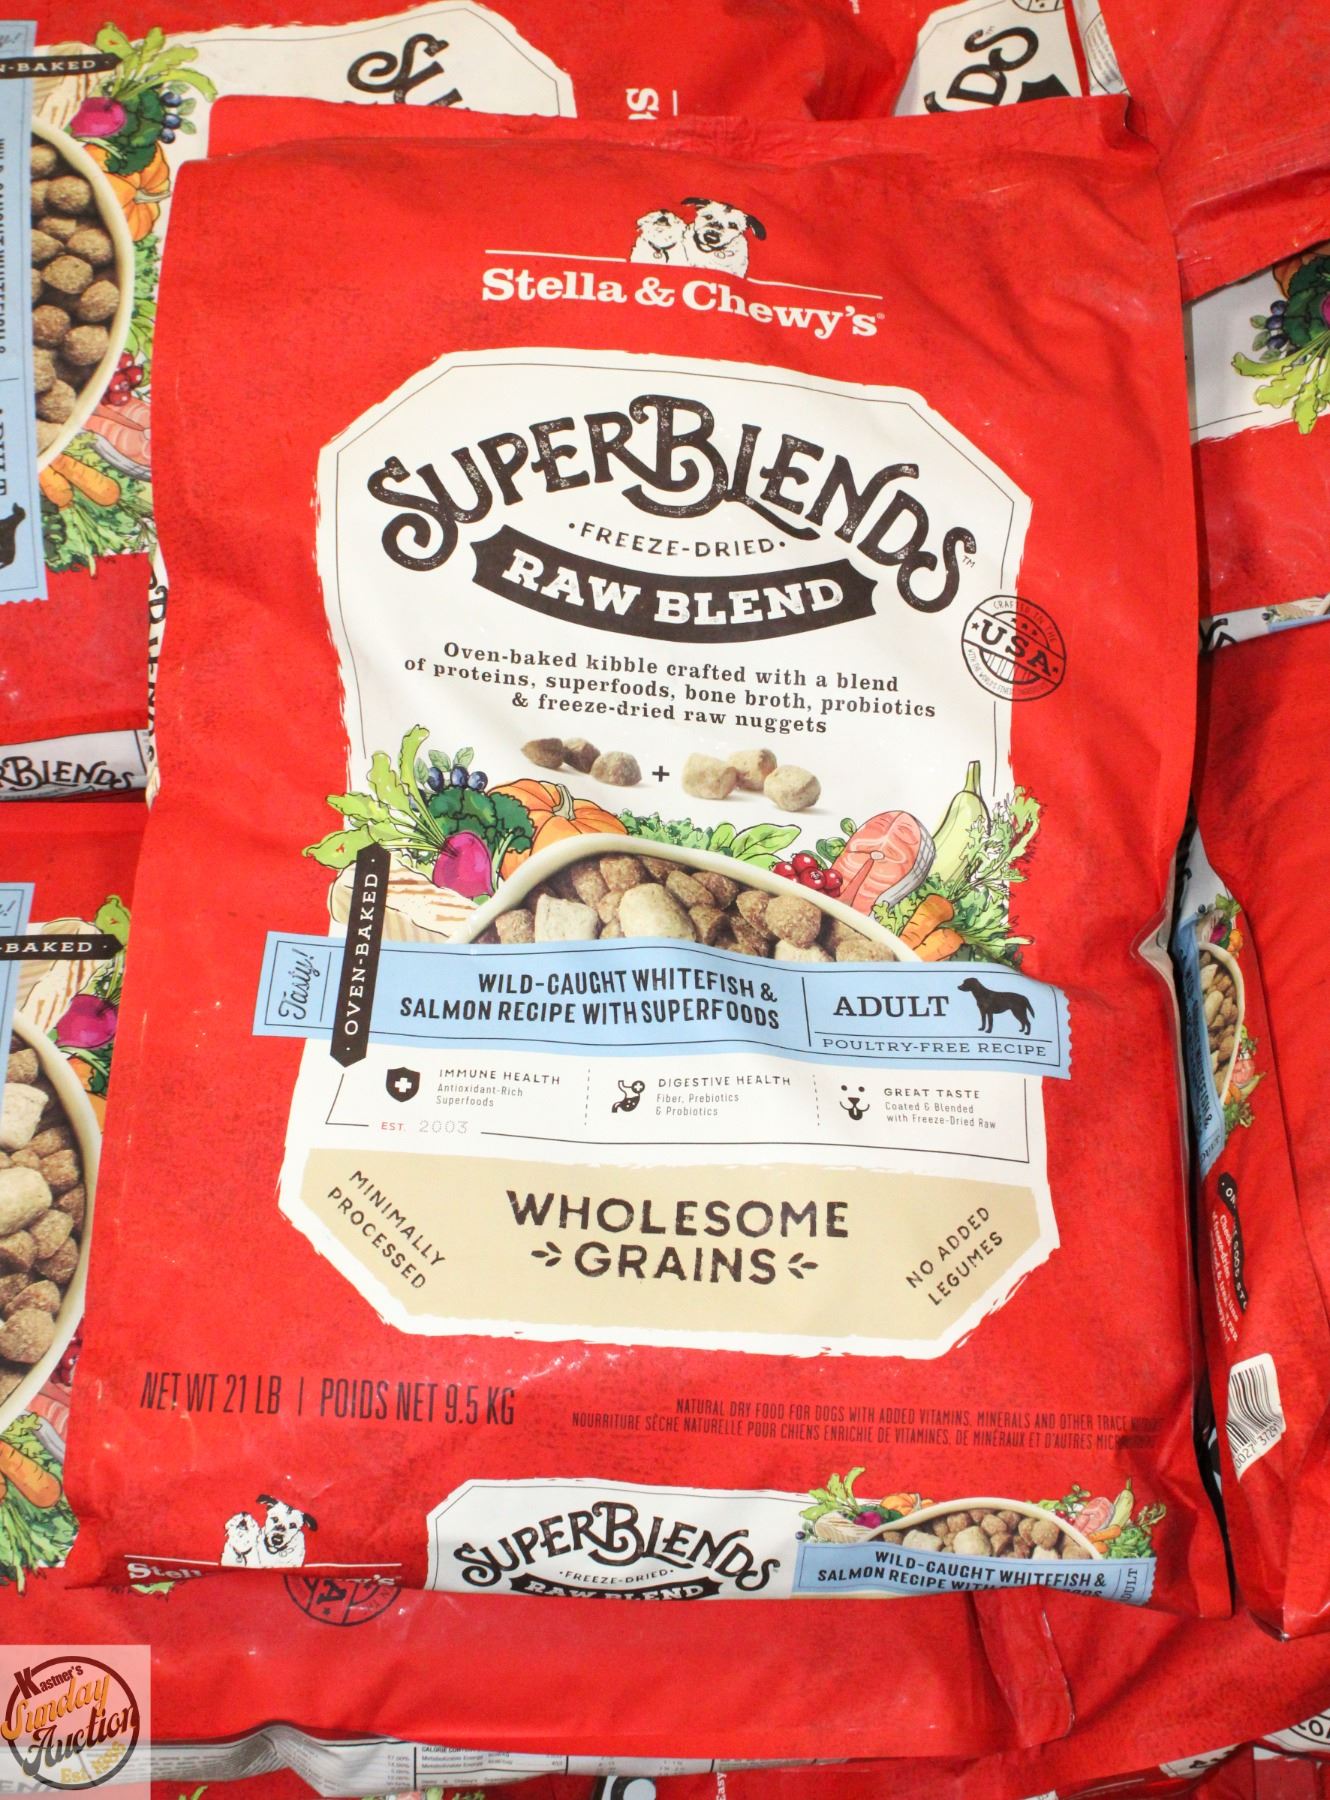 Stella & Chewy's®
SUPERBLENDS™
·FREEZE-DRIED·
RAW BLEND
Oven-baked kibble crafted with a blend
of proteins, superfoods, bone broth, probiotics
& freeze-dried raw nuggets
+
CRAFTED IN THE
USA
Tasty!
· OVEN-BAKED ·
WILD-CAUGHT WHITEFISH &
SALMON RECIPE WITH SUPERFOODS
ADULT
POULTRY-FREE RECIPE
IMMUNE HEALTH
Antioxidant-Rich
Superfoods
DIGESTIVE HEALTH
Fiber, Prebiotics
& Probiotics
GREAT TASTE
Coated & Blended
with Freeze-Dried Raw
EST. 2003
MINIMALLY
PROCESSED
WHOLESOME
GRAINS
NO ADDED
LEGUMES
NET WT 21 LB | POIDS NET 9.5 KG
NATURAL DRY FOOD FOR DOGS WITH ADDED VITAMINS, MINERALS AND OTHER TRACE
NOURRITURE SÈCHE NATURELLE POUR CHIENS ENRICHIE DE VITAMINES, DE MINÉRAUX ET D'AUTRES
SUPERBLENDS
·FREEZE-DRIED·
RAW BLEND
WILD-CAUGHT WHITEFISH &
SALMON RECIPE WITH
Kastner's
Sunday
Auction